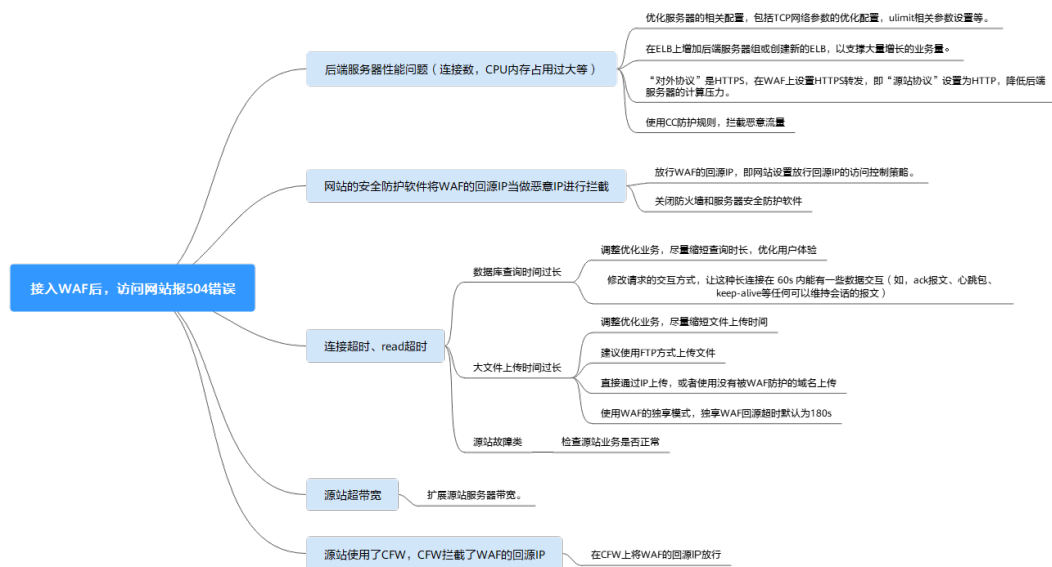 接入WAF后，访问网站报504错误
后端服务器性能问题（连接数，CPU内存占用过大等）
优化服务器的相关配置，包括TCP网络参数的优化配置，ulimit相关参数设置等。
在ELB上增加后端服务器组或创建新的ELB，以支撑大量增长的业务量。
“对外协议”是HTTPS，在WAF上设置HTTPS转发，即“源站协议”设置为HTTP，降低后端
服务器的计算压力。
使用CC防护规则，拦截恶意流量
网站的安全防护软件将WAF的回源IP当做恶意IP进行拦截
放行WAF的回源IP，即网站设置放行回源IP的访问控制策略。
关闭防火墙和服务器安全防护软件
连接超时、read超时
数据库查询时间过长
调整优化业务，尽量缩短查询时长，优化用户体验
修改请求的交互方式，让这种长连接在 60s 内能有一些数据交互（如，ack报文、心跳包、
keep-alive等任何可以维持会话的报文）
大文件上传时间过长
调整优化业务，尽量缩短文件上传时间
建议使用FTP方式上传文件
直接通过IP上传，或者使用没有被WAF防护的域名上传
使用WAF的独享模式，独享WAF回源超时默认为180s
源站故障类
检查源站业务是否正常
源站超带宽
扩展源站服务器带宽。
源站使用了CFW，CFW拦截了WAF的回源IP
在CFW上将WAF的回源IP放行